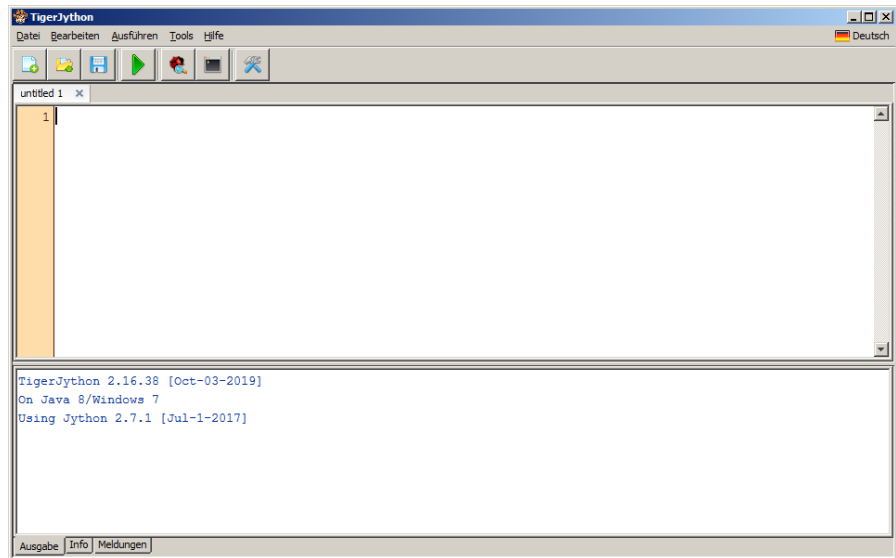 TigerJython
Datei Bearbeiten Ausführen Tools Hilfe Deutsch
untitled 1
1
TigerJython 2.16.38 [Oct-03-2019]
On Java 8/Windows 7
Using Jython 2.7.1 [Jul-1-2017]
Ausgabe Info Meldungen